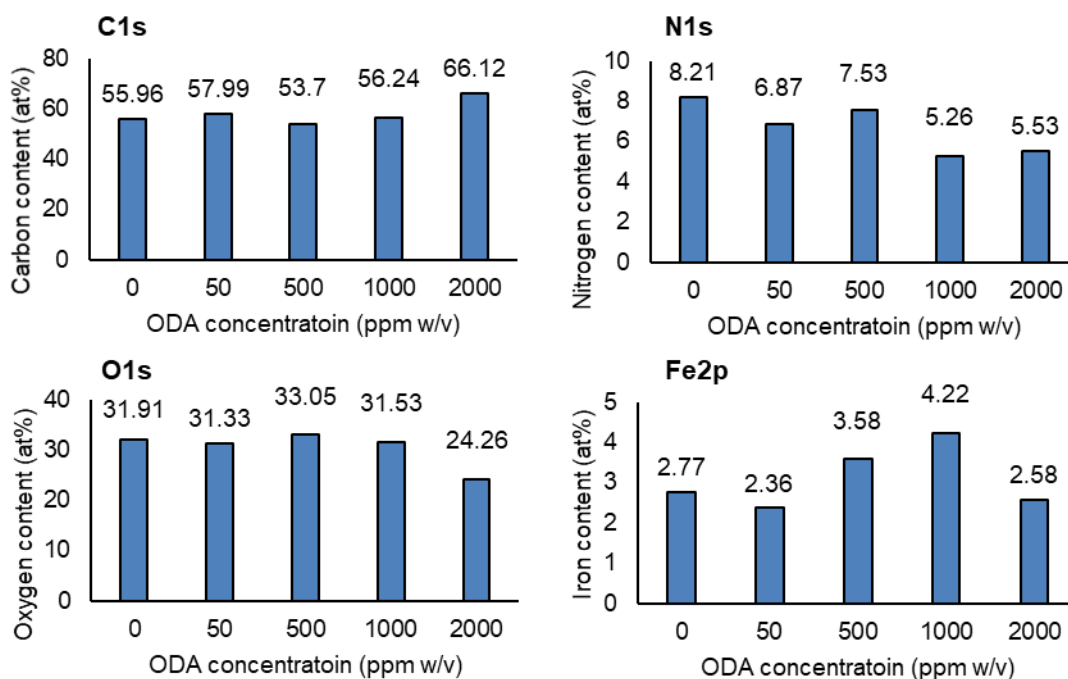 C1s
Carbon content (at%)
80
60
40
20
0
55.96
57.99
53.7
56.24
66.12
0 50 500 1000 2000
ODA concentratoin (ppm w/v)
N1s
Nitrogen content (at%)
10
8
6
4
2
0
8.21
6.87
7.53
5.26
5.53
0 50 500 1000 2000
ODA concentratoin (ppm w/v)
O1s
Oxygen content (at%)
40
30
20
10
0
31.91
31.33
33.05
31.53
24.26
0 50 500 1000 2000
ODA concentratoin (ppm w/v)
Fe2p
Iron content (at%)
5
4
3
2
1
0
2.77
2.36
3.58
4.22
2.58
0 50 500 1000 2000
ODA concentratoin (ppm w/v)